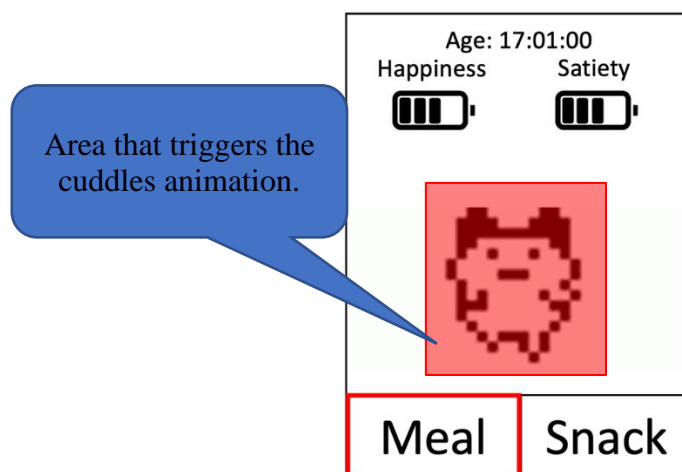 Age: 17:01:00
Happiness Satiety
Area that triggers the
cuddles animation.
Meal Snack